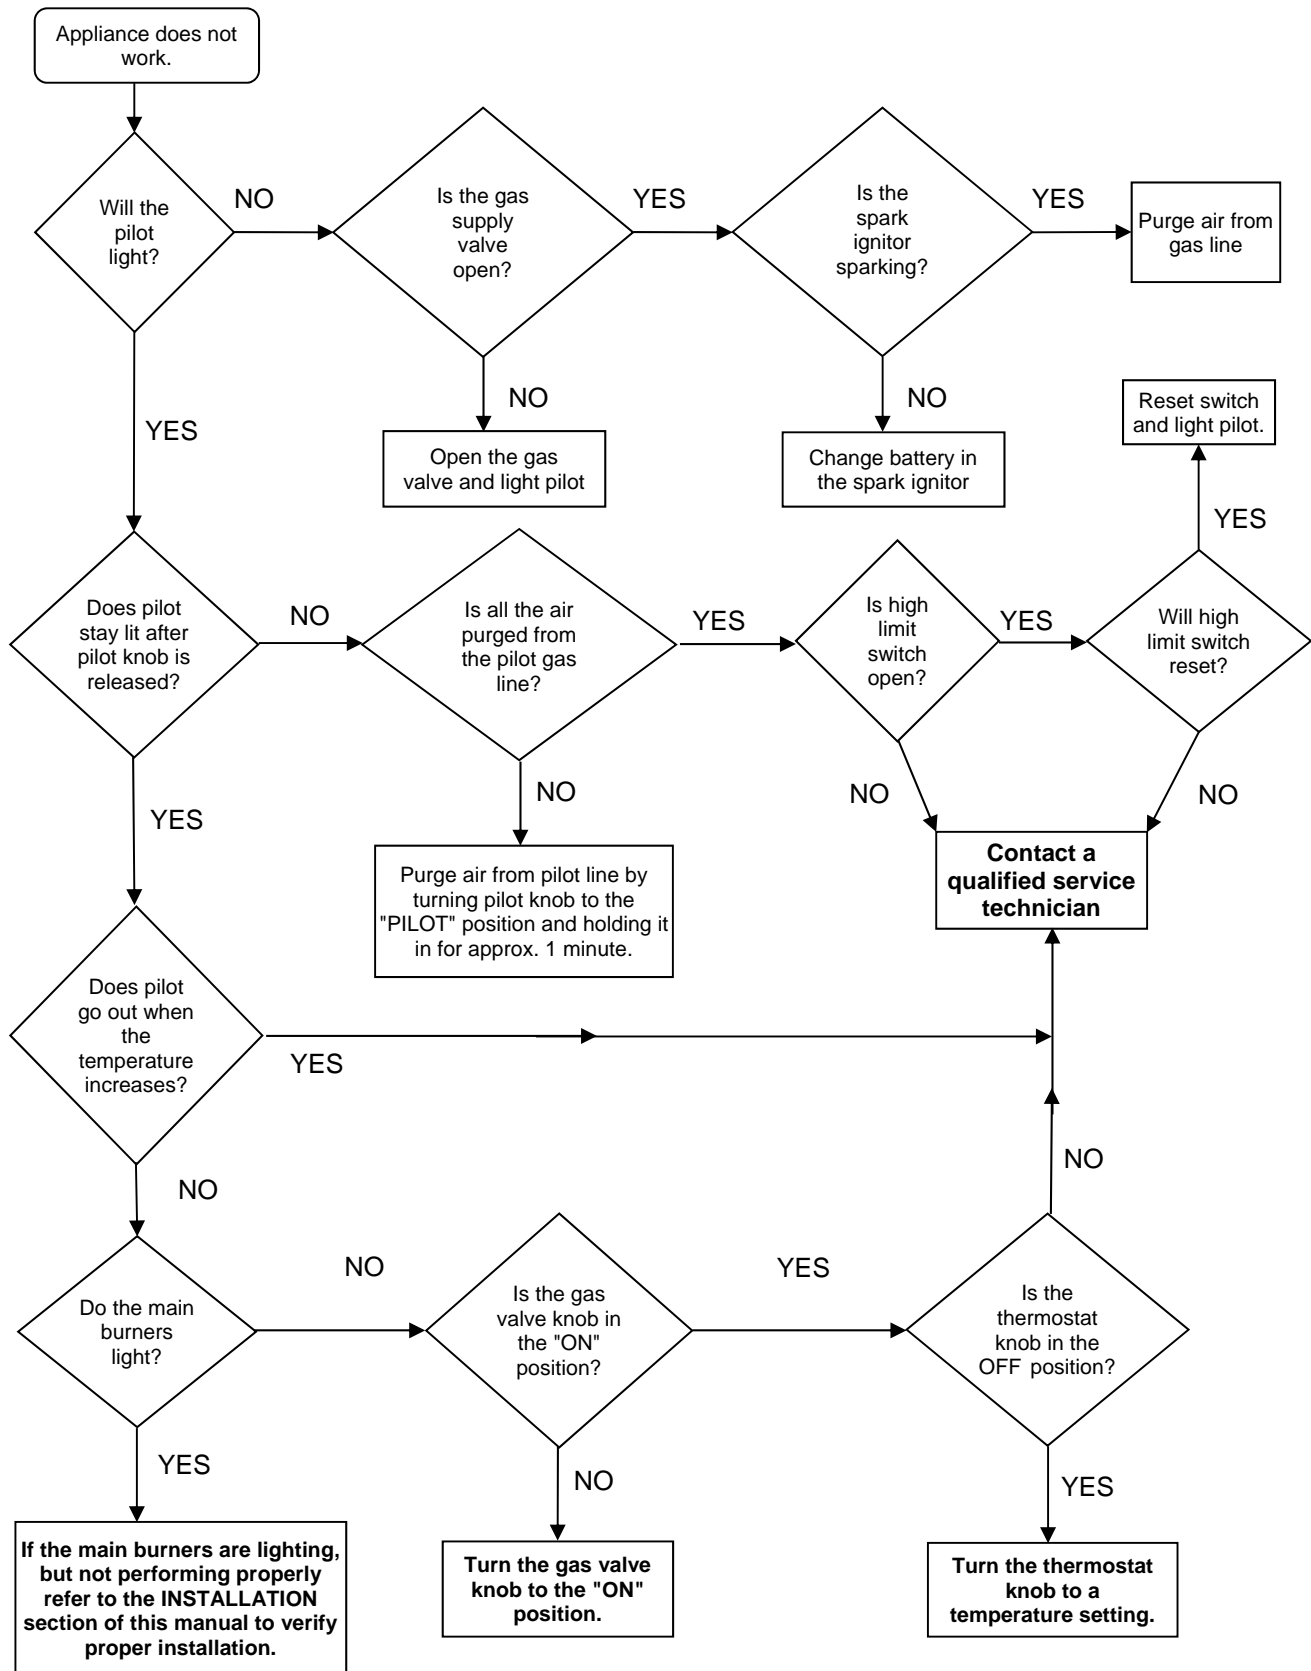 Appliance does not
work.
Will the
pilot
light?
NO
Is the gas
supply
valve
open?
YES
Is the
spark
ignitor
sparking?
YES
Purge air from
gas line
YES
NO
Open the gas
valve and light pilot
NO
Change battery in
the spark ignitor
Reset switch
and light pilot.
YES
Does pilot
stay lit after
pilot knob is
released?
NO
Is all the air
purged from
the pilot gas
line?
YES
Is high
limit
switch
open?
YES
Will high
limit switch
reset?
YES
NO
Purge air from pilot line by
turning pilot knob to the
"PILOT" position and holding it
in for approx. 1 minute.
NO
NO
Contact a
qualified service
technician
Does pilot
go out when
the
temperature
increases?
YES
NO
NO
Do the main
burners
light?
NO
Is the gas
valve knob in
the "ON"
position?
YES
Is the
thermostat
knob in the
OFF position?
YES
NO
YES
If the main burners are lighting,
but not performing properly
refer to the INSTALLATION
section of this manual to verify
proper installation.
Turn the gas valve
knob to the "ON"
position.
Turn the thermostat
knob to a
temperature setting.